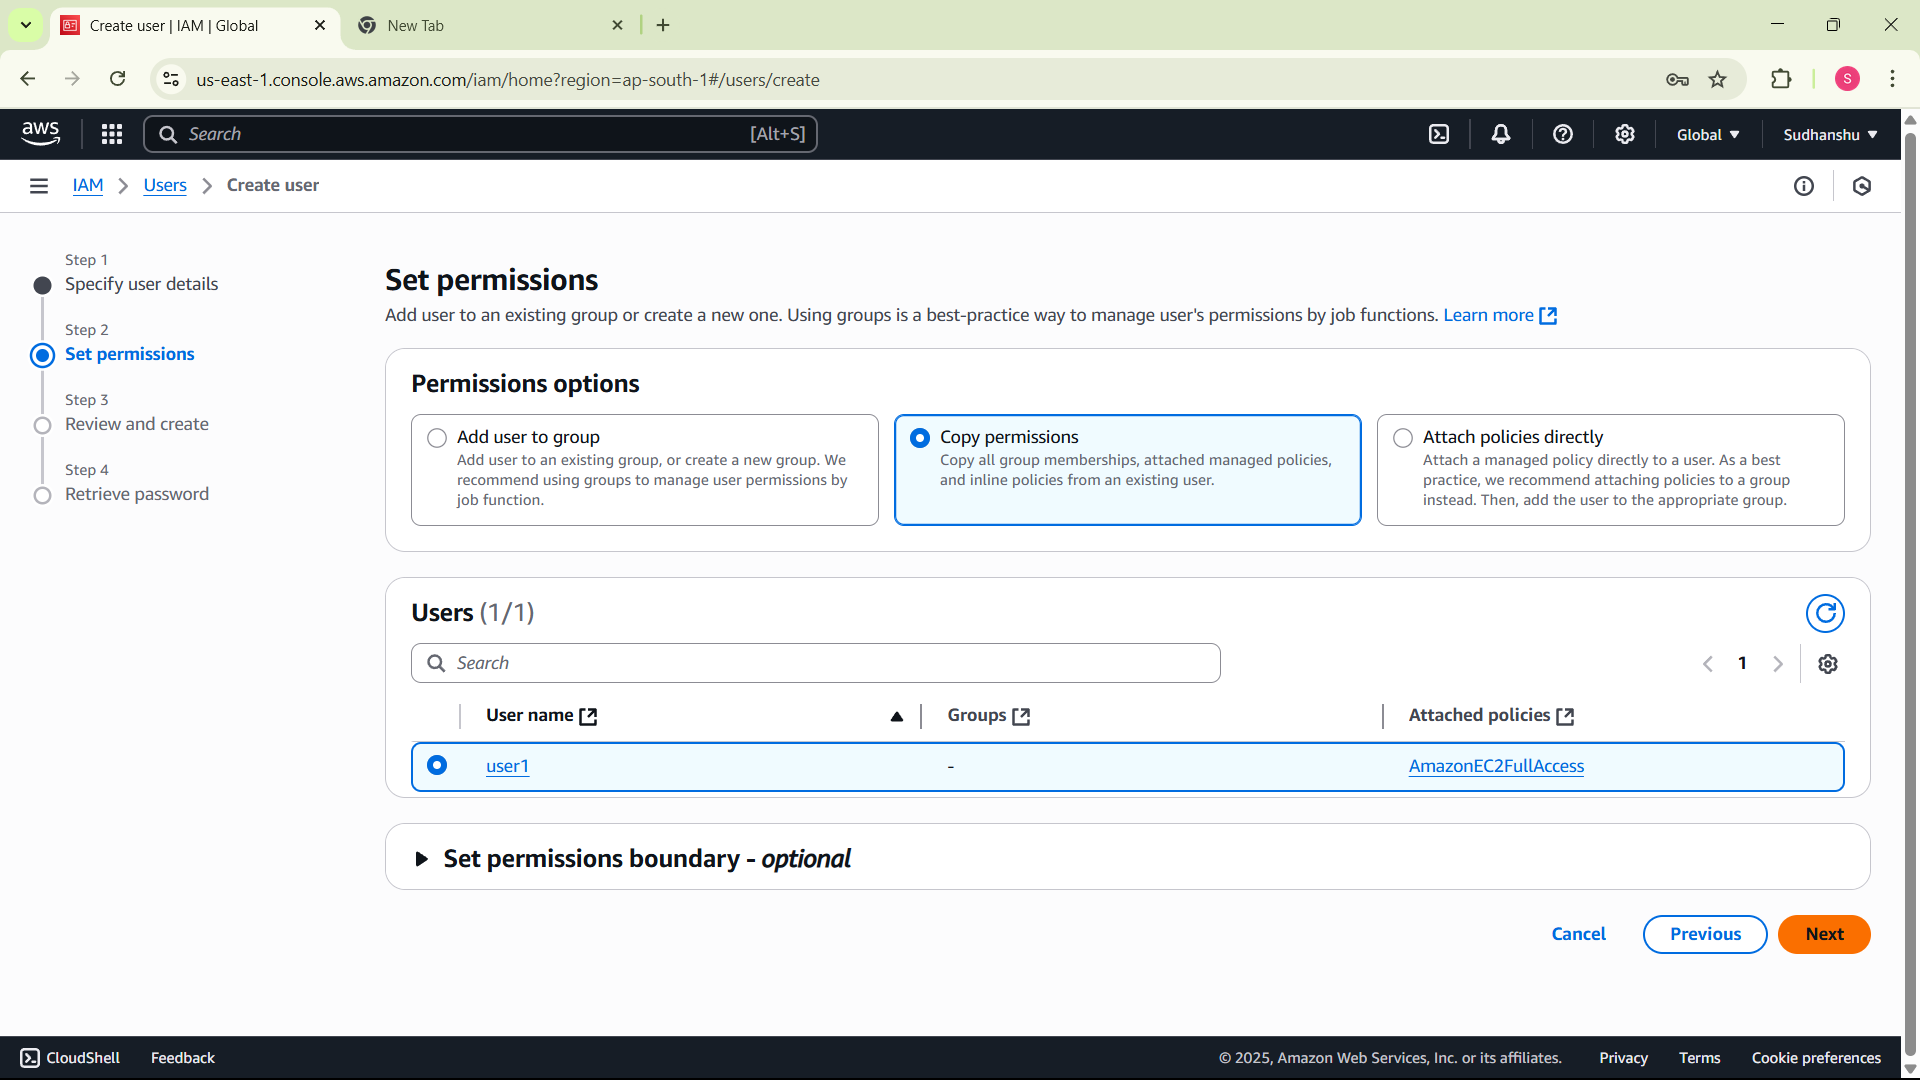 Create user | IAM | Global
New Tab
us-east-1.console.aws.amazon.com/iam/home?region=ap-south-1#/users/create
S
aws
Search
[Alt+S]
Global
Sudhanshu
IAM
Users
Create user
Step 1
Specify user details
Step 2
Set permissions
Step 3
Review and create
Step 4
Retrieve password
Set permissions
Add user to an existing group or create a new one. Using groups is a best-practice way to manage user's permissions by job functions. Learn more
Permissions options
Add user to group
Add user to an existing group, or create a new group. We
recommend using groups to manage user permissions by
job function.
Copy permissions
Copy all group memberships, attached managed policies,
and inline policies from an existing user.
Attach policies directly
Attach a managed policy directly to a user. As a best
practice, we recommend attaching policies to a group
instead. Then, add the user to the appropriate group.
Users (1/1)
Search
1
User name
Groups
Attached policies
user1
-
AmazonEC2FullAccess
Set permissions boundary - optional
Cancel
Previous
Next
CloudShell
Feedback
© 2025, Amazon Web Services, Inc. or its affiliates.
Privacy
Terms
Cookie preferences